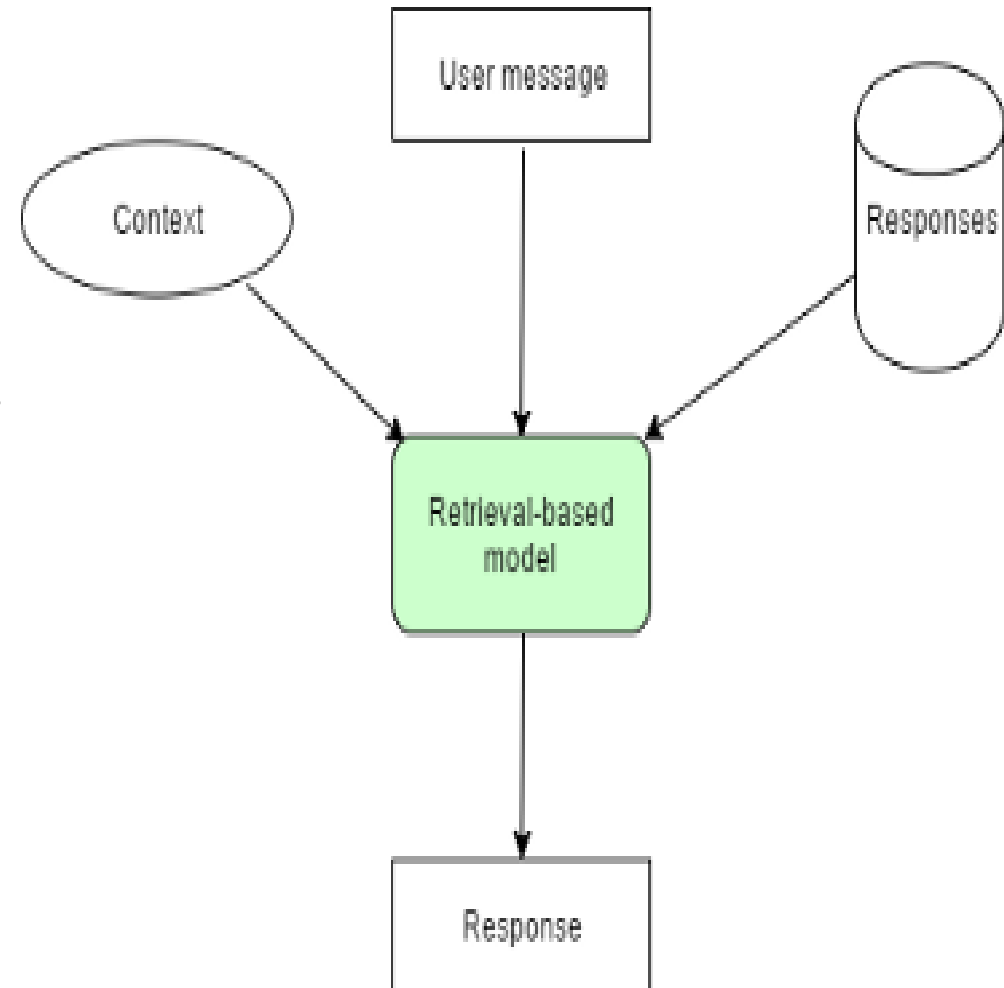 User message
Context
Responses
Retrieval-based
model
Response